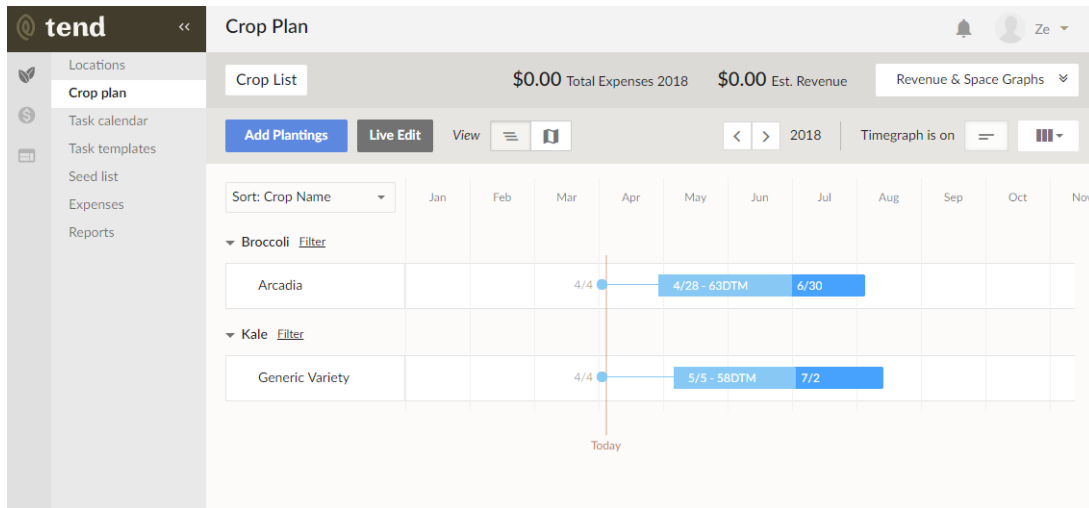 tend
Crop Plan
Ze
Locations
Crop plan
Task calendar
Task templates
Seed list
Expenses
Reports
Crop List
$0.00 Total Expenses 2018
$0.00 Est. Revenue
Revenue & Space Graphs
Add Plantings
Live Edit
View
2018
Timegraph is on
Sort: Crop Name
Jan Feb Mar Apr May Jun Jul Aug Sep Oct Nov
Broccoli Filter
Arcadia 4/4 4/28 - 63DTM 6/30
Kale Filter
Generic Variety 4/4 5/5 - 58DTM 7/2
Today